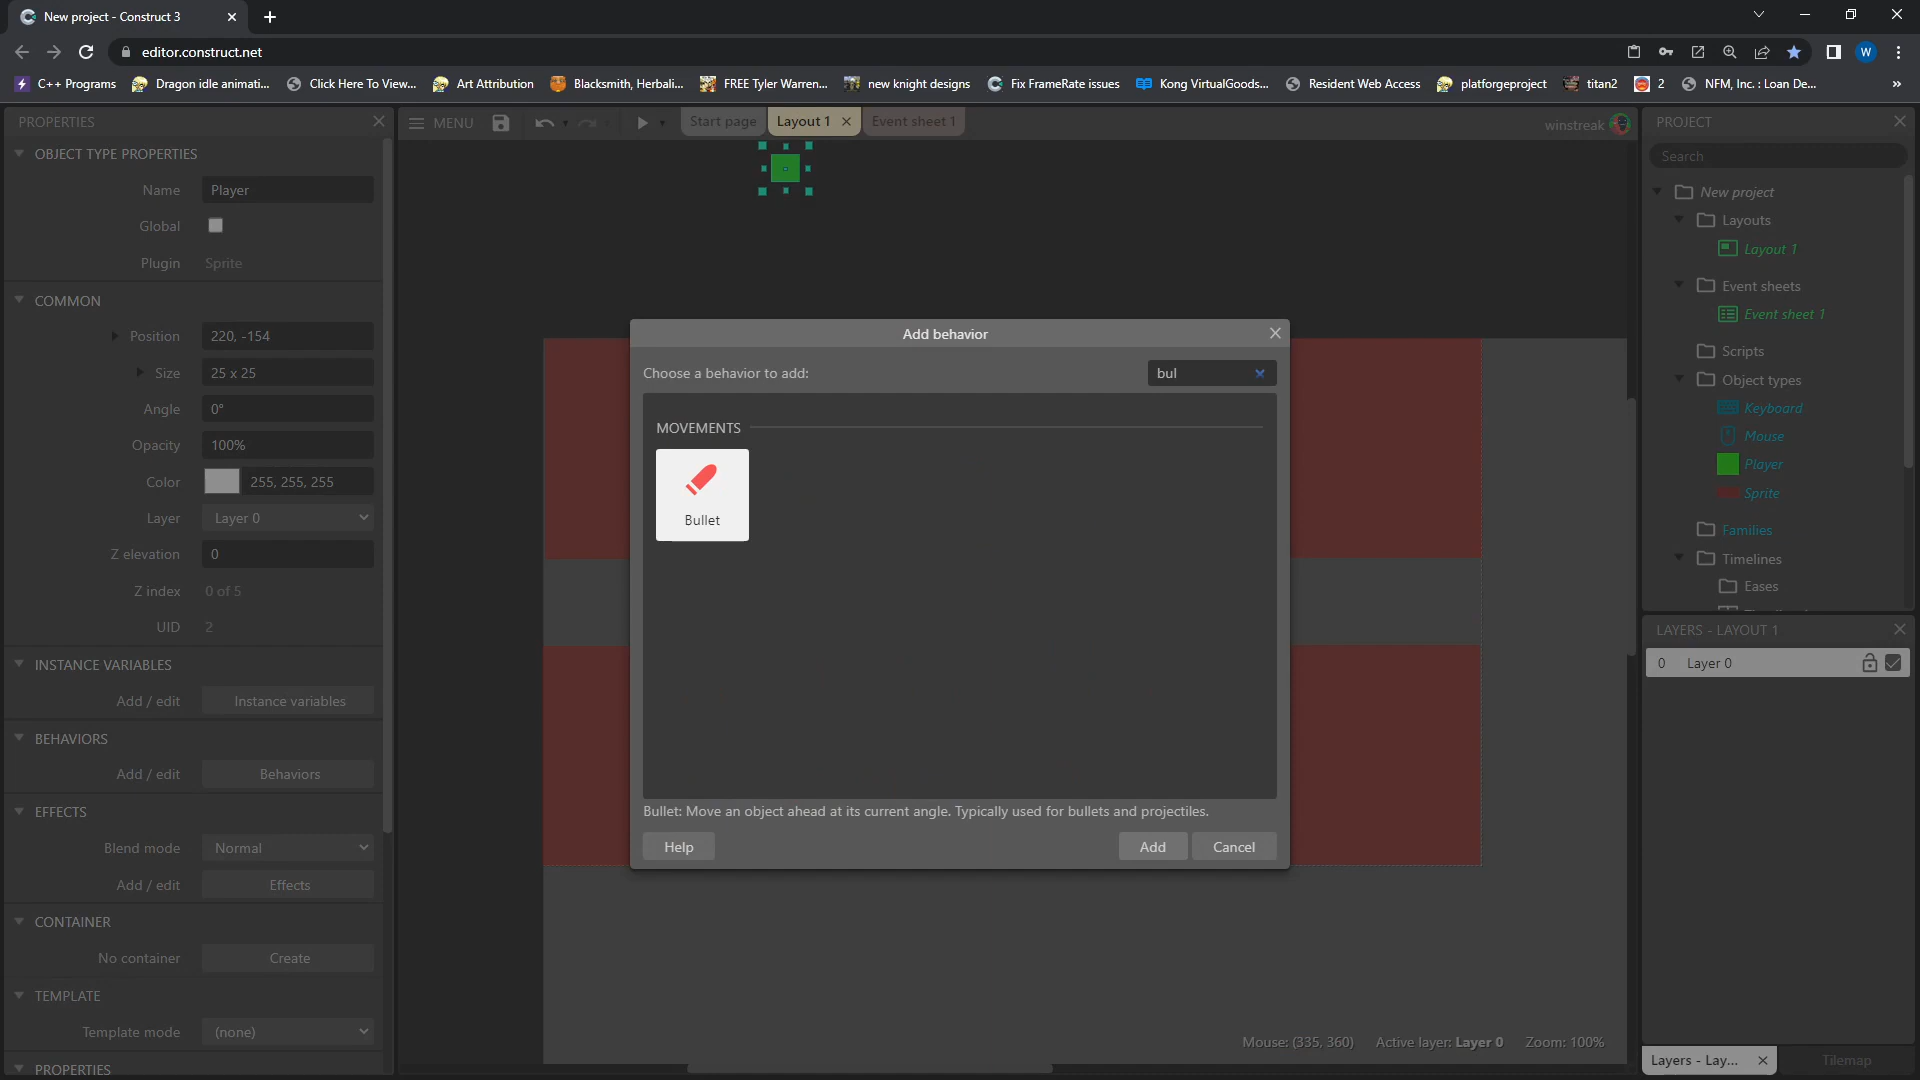 New project - Construct 3
editor.construct.net
C++ Programs
Dragon idle animati...
Click Here To View...
Art Attribution
Blacksmith, Herbali...
FREE Tyler Warren...
new knight designs
Fix FrameRate issues
Kong VirtualGoods...
Resident Web Access
platforgeproject
titan2
2
NFM, Inc. : Loan De...
»
W
PROPERTIES
MENU
Start page
Layout 1
Event sheet 1
winstreak
PROJECT
OBJECT TYPE PROPERTIES
Name Player
Global
Plugin Sprite
COMMON
Position 220, -154
Size 25 x 25
Angle 0°
Opacity 100%
Color 255, 255, 255
Layer Layer 0
Z elevation 0
Z index 0 of 5
UID 2
INSTANCE VARIABLES
Add / edit Instance variables
BEHAVIORS
Add / edit Behaviors
EFFECTS
Blend mode Normal
Add / edit Effects
CONTAINER
No container Create
TEMPLATE
Template mode (none)
PROPERTIES
Add behavior
Choose a behavior to add:
bul
MOVEMENTS
Bullet
Bullet: Move an object ahead at its current angle. Typically used for bullets and projectiles.
Help
Add
Cancel
Mouse: (335, 360)
Active layer: Layer 0
Zoom: 100%
Search
New project
Layouts
Layout 1
Event sheets
Event sheet 1
Scripts
Object types
Keyboard
Mouse
Player
Sprite
Families
Timelines
Eases
LAYERS - LAYOUT 1
0 Layer 0
Layers - Lay...
Tilemap